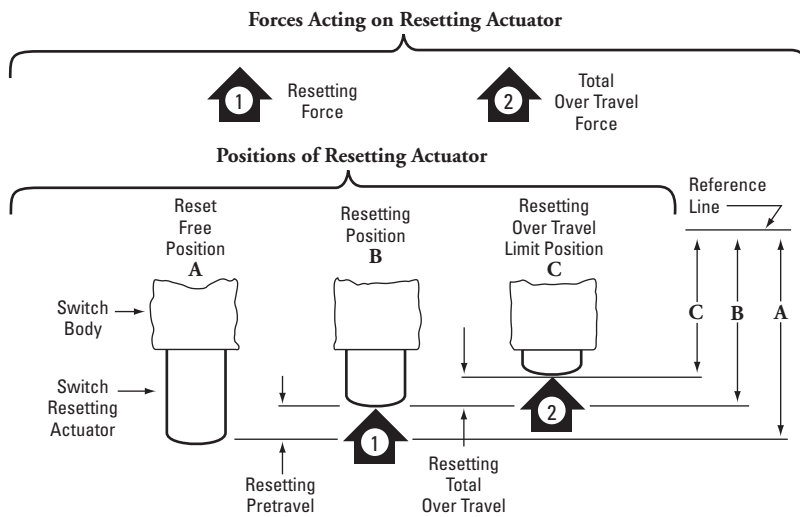 Forces Acting on Resetting Actuator
1
Resetting
Force
2
Total
Over Travel
Force
Positions of Resetting Actuator
Reset
Free
Position
A
Resetting
Position
B
Resetting
Over Travel
Limit Position
C
Reference
Line
Switch
Body
C
B
A
Switch
Resetting
Actuator
1
2
Resetting
Pretravel
Resetting
Total
Over Travel